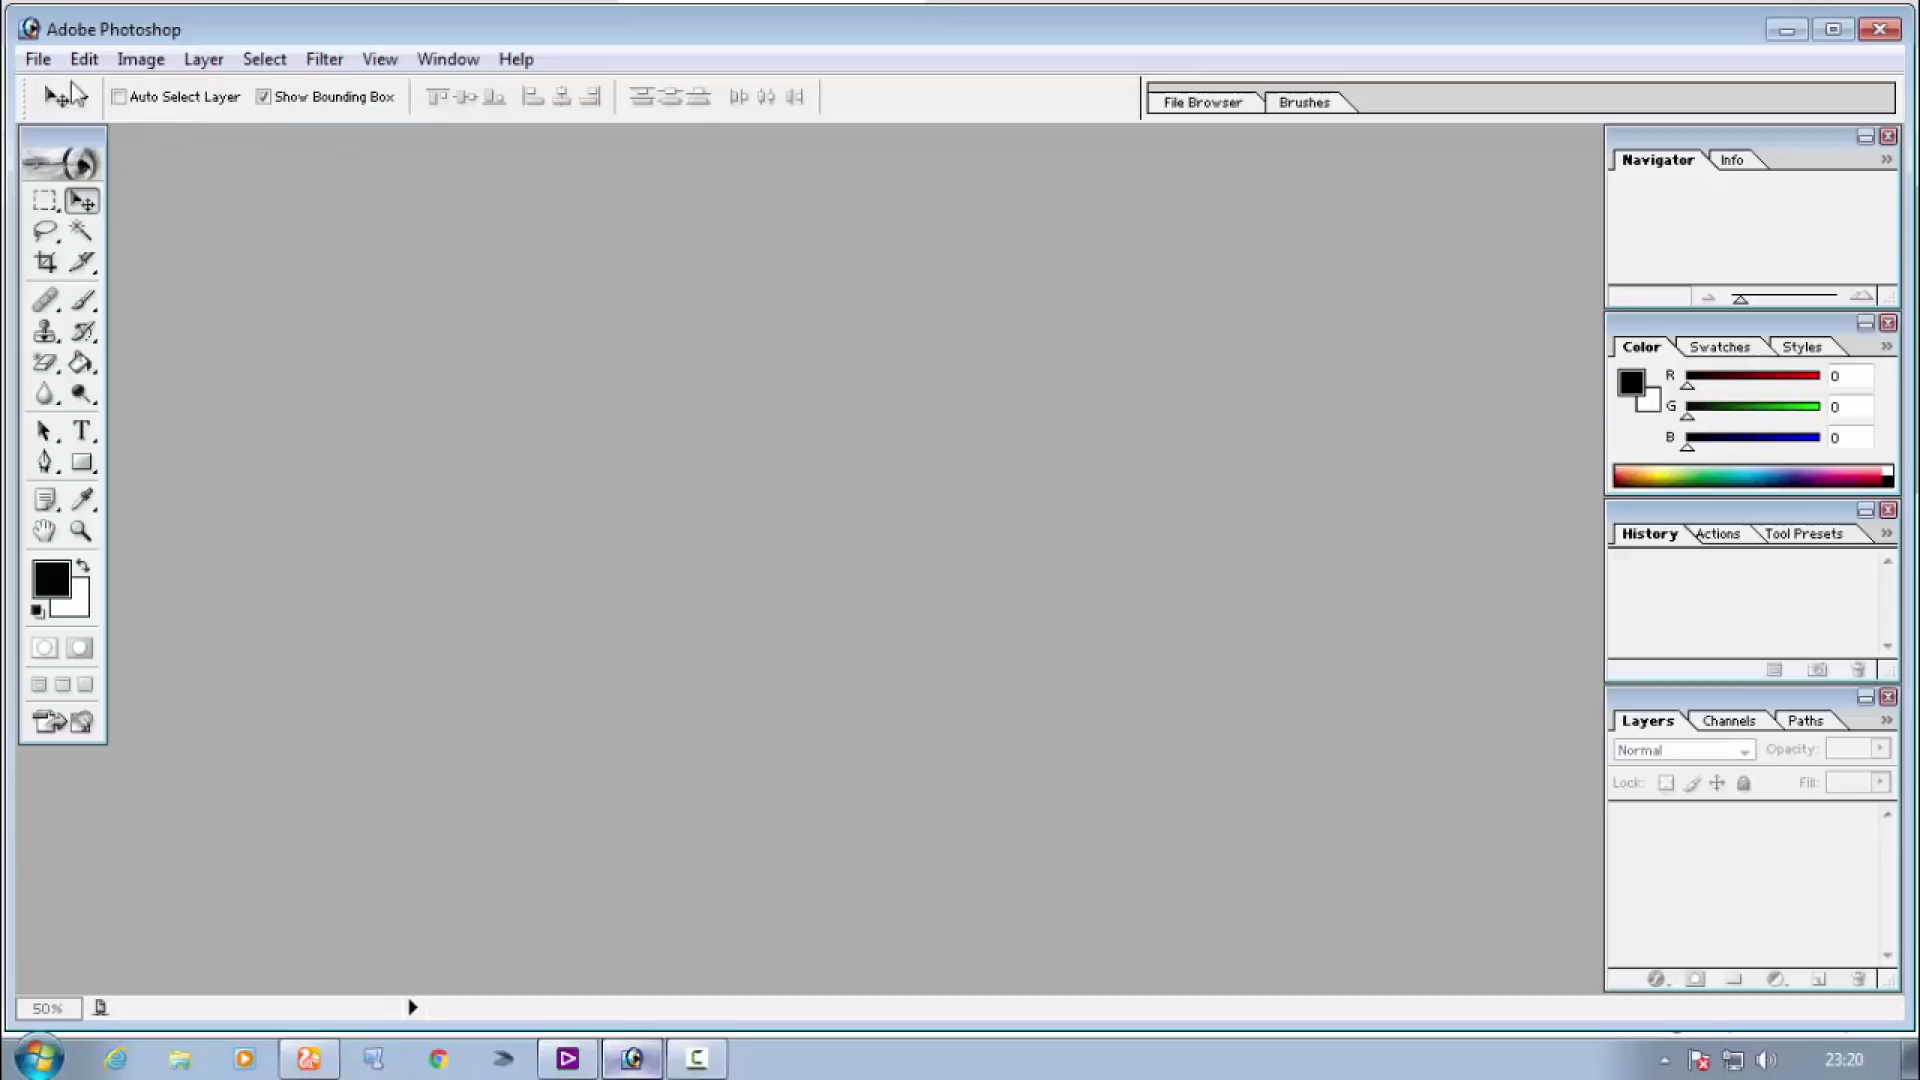 Adobe Photoshop
File Edit Image Layer Select Filter View Window Help
Auto Select Layer Show Bounding Box
File Browser Brushes
Navigator Info
Color Swatches Styles
R 0
G 0
B 0
History Actions Tool Presets
Layers Channels Paths
Normal Opacity:
Lock: Fill:
T
50%
C
23:20